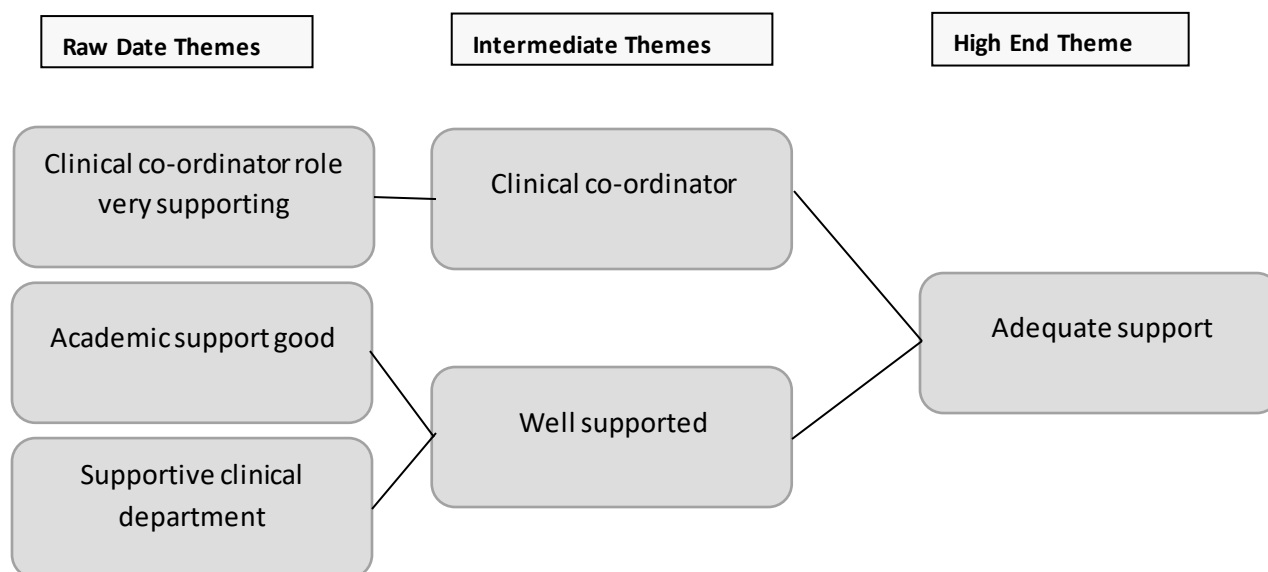 Raw Date Themes
Intermediate Themes
High End Theme
Clinical co-ordinator role
very supporting
Clinical co-ordinator
Academic support good
Adequate support
Well supported
Supportive clinical
department